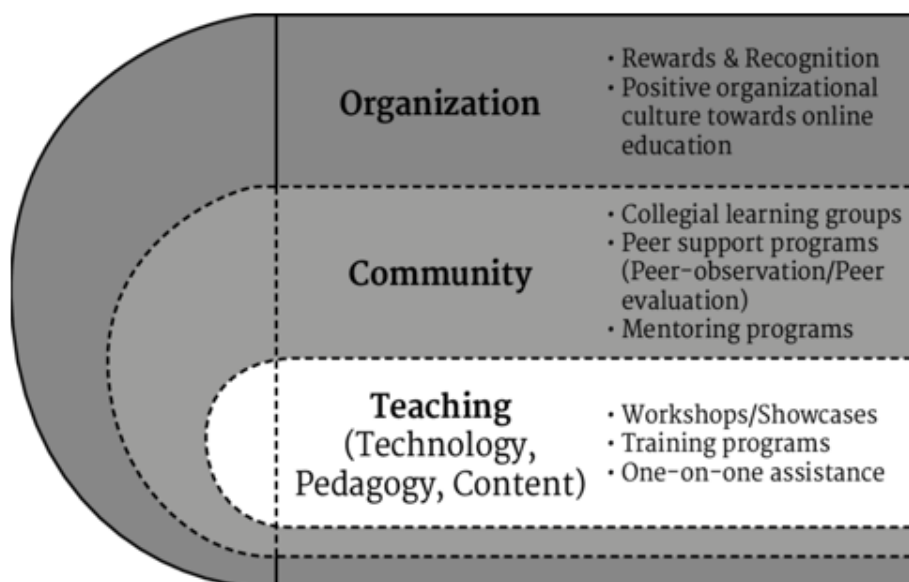 Organization
• Rewards & Recognition
• Positive organizational
culture towards online
education
Community
• Collegial learning groups
• Peer support programs
(Peer-observation/Peer
evaluation)
• Mentoring programs
Teaching
(Technology,
Pedagogy, Content)
• Workshops/Showcases
• Training programs
• One-on-one assistance